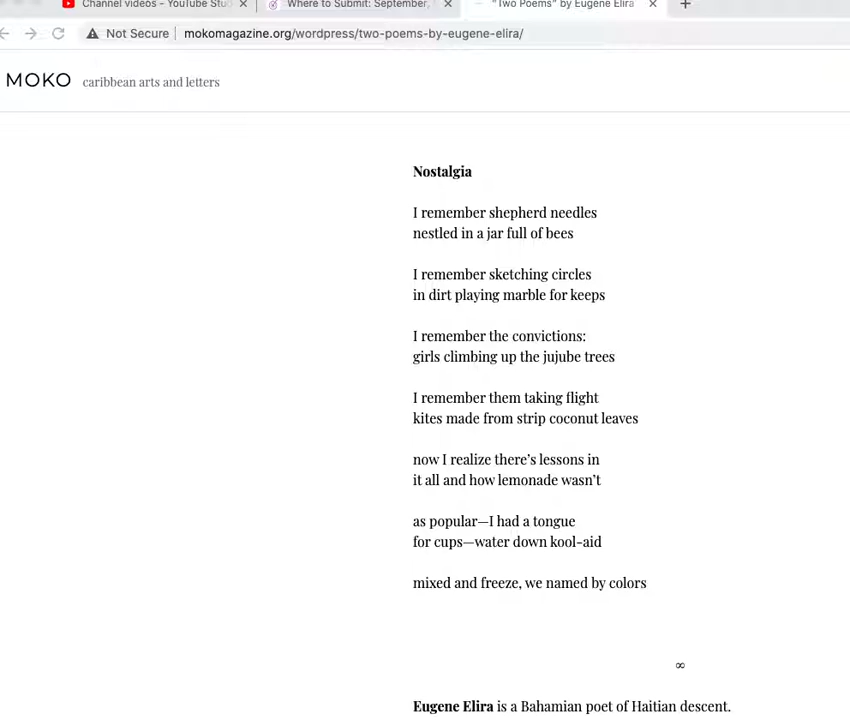 Channel videos - YouTube Stu
Where to Submit: September,
"Two Poems" by Eugene Elira
Not Secure | mokomagazine.org/wordpress/two-poems-by-eugene-elira/
MOKO caribbean arts and letters
Nostalgia
I remember shepherd needles
nestled in a jar full of bees
I remember sketching circles
in dirt playing marble for keeps
I remember the convictions:
girls climbing up the jujube trees
I remember them taking flight
kites made from strip coconut leaves
now I realize there’s lessons in
it all and how lemonade wasn’t
as popular—I had a tongue
for cups—water down kool-aid
mixed and freeze, we named by colors
∞
Eugene Elira is a Bahamian poet of Haitian descent.